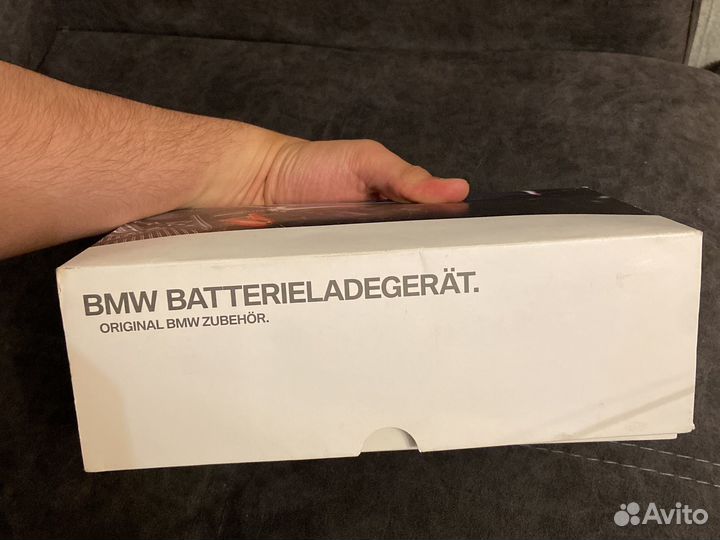 BMW BATTERIELADEGERÄT.
ORIGINAL BMW ZUBEHÖR.
Avito